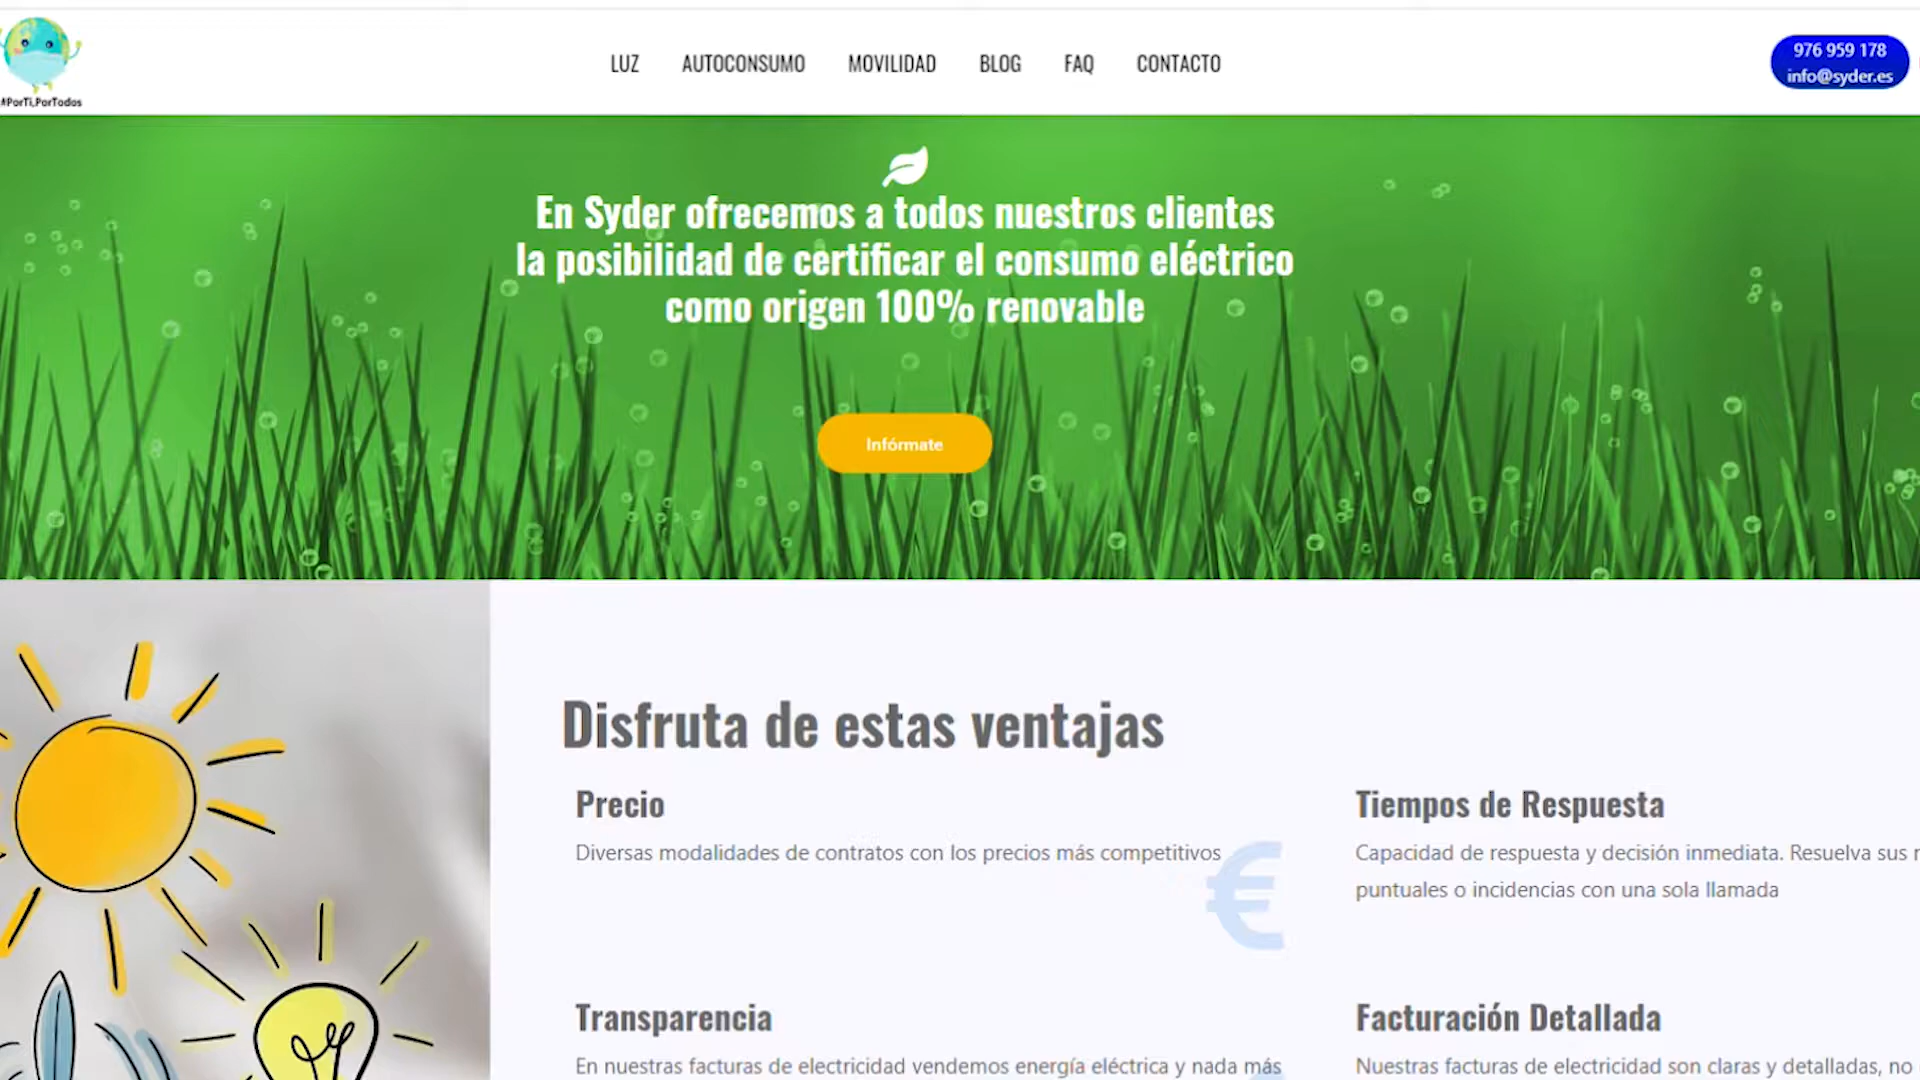 #PorTi,PorTodos
LUZ AUTOCONSUMO MOVILIDAD BLOG FAQ CONTACTO
976 959 178
info@syder.es
En Syder ofrecemos a todos nuestros clientes
la posibilidad de certificar el consumo eléctrico
como origen 100% renovable
Infórmate
Disfruta de estas ventajas
Precio
Diversas modalidades de contratos con los precios más competitivos
€
Tiempos de Respuesta
Capacidad de respuesta y decisión inmediata. Resuelva sus
puntuales o incidencias con una sola llamada
Transparencia
En nuestras facturas de electricidad vendemos energía eléctrica y nada más
Facturación Detallada
Nuestras facturas de electricidad son claras y detalladas, no